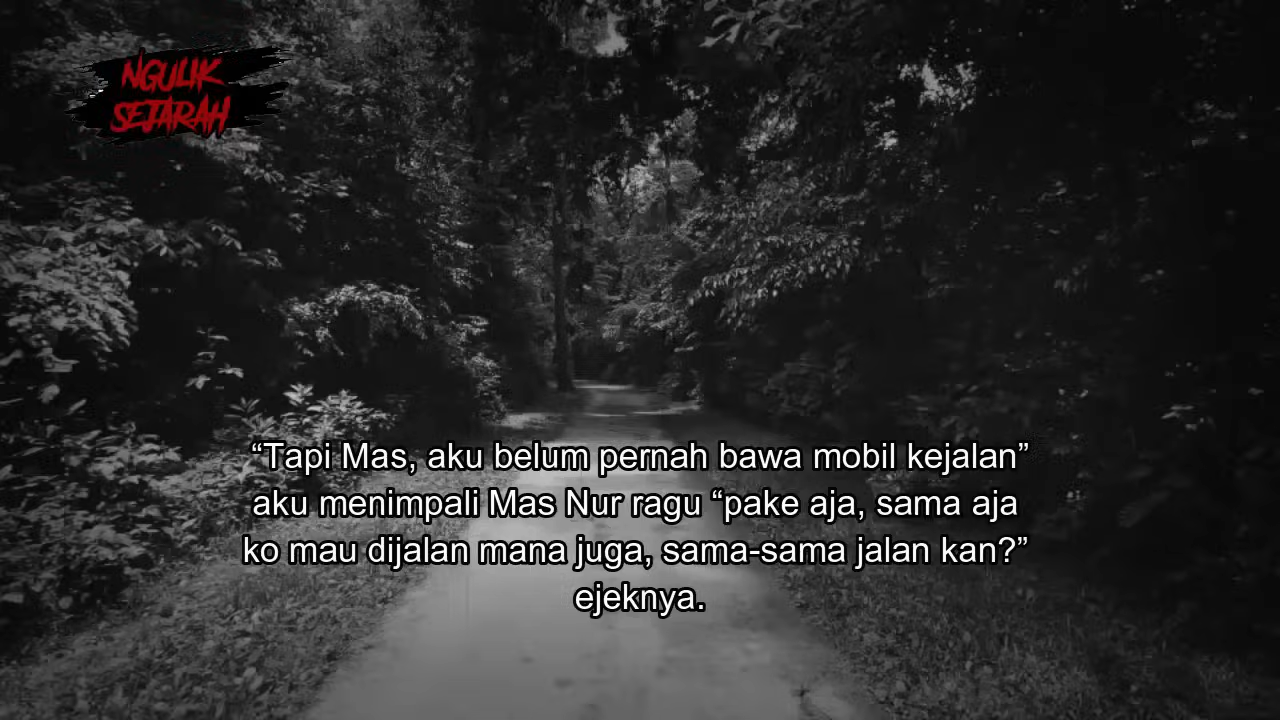 NGULIK
SEJARAH
“Tapi Mas, aku belum pernah bawa mobil kejalan”
aku menimpali Mas Nur ragu “pake aja, sama aja
ko mau dijalan mana juga, sama-sama jalan kan?”
ejeknya.